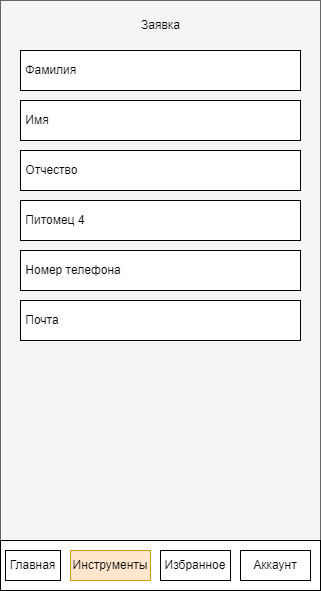 Заявка
Фамилия
Имя
Отчество
Питомец 4
Номер телефона
Почта
Главная
Инструменты
Избранное
Аккаунт